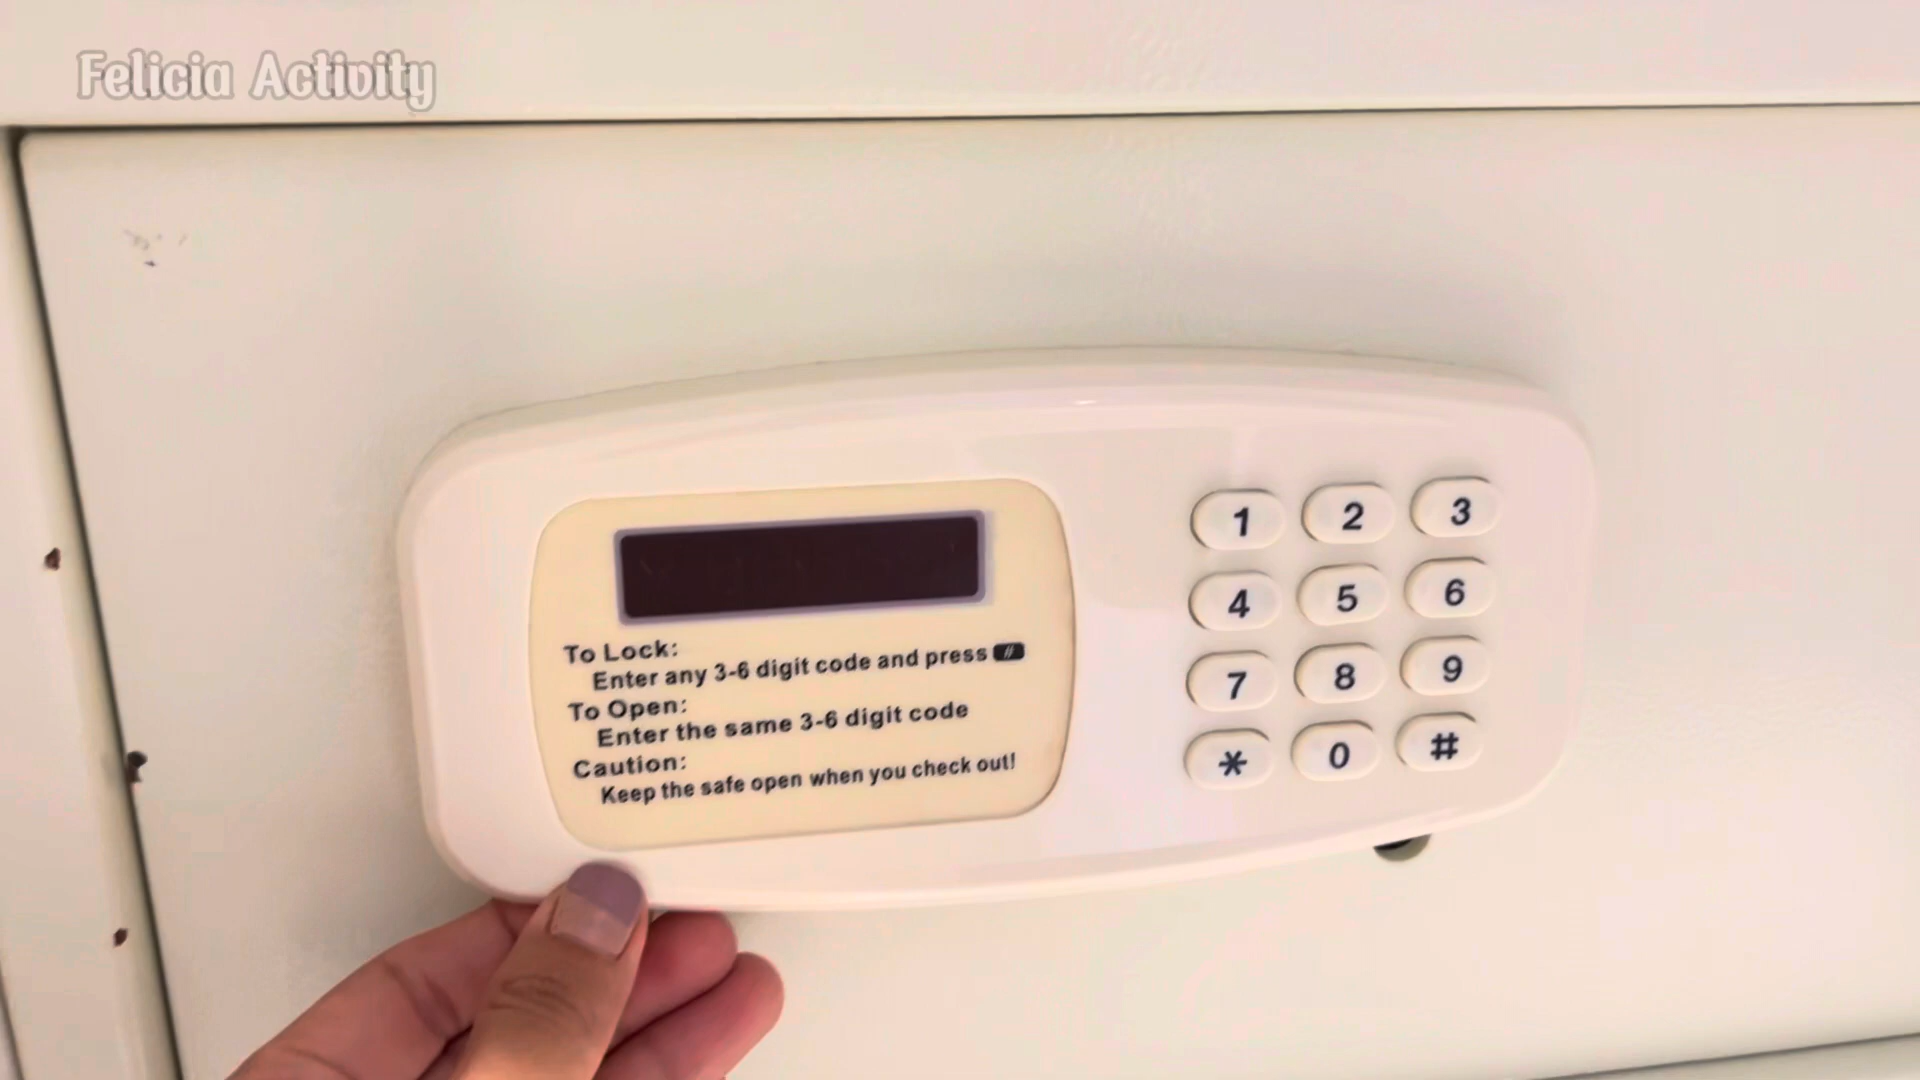 Felicia Activity
To Lock:
Enter any 3-6 digit code and press #
To Open:
Enter the same 3-6 digit code
Caution:
Keep the safe open when you check out!
1 2 3
4 5 6
7 8 9
* 0 #